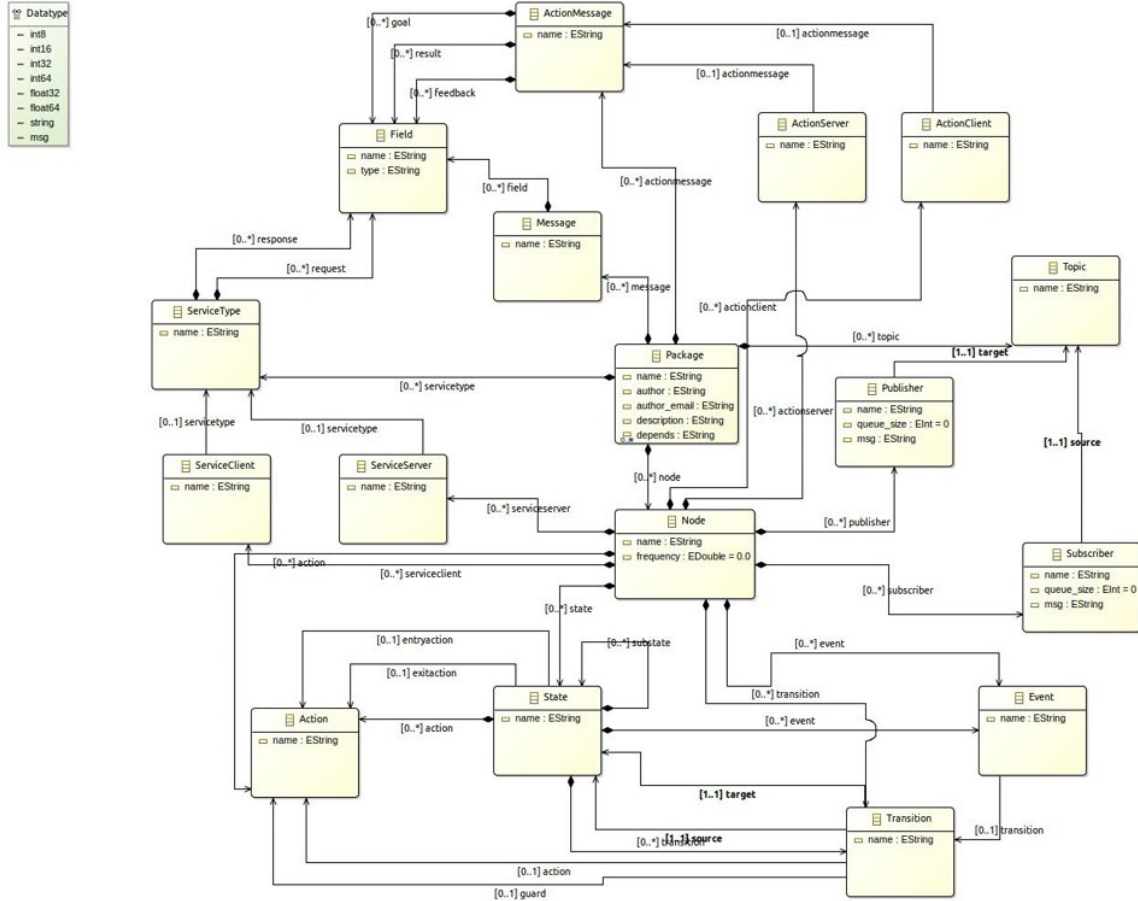 Datatype
int8
int16
int32
int64
float32
float64
string
msg
ActionMessage
name : EString
[0..*] goal
[0..*] result
[0..*] feedback
[0..1] actionmessage
[0..1] actionmessage
Field
name : EString
type : EString
ActionServer
name : EString
ActionClient
name : EString
[0..*] field
[0..*] actionmessage
Message
name : EString
[0..*] response
[0..*] request
[0..*] message
[0..*] actionclient
Topic
name : EString
ServiceType
name : EString
[0..*] topic
[1..1] target
Package
name : EString
author : EString
author_email : EString
description : EString
depends : EString
[0..*] servicetype
[0..*] actionserver
Publisher
name : EString
queue_size : EInt = 0
msg : EString
[1..1] source
[0..1] servicetype
[0..1] servicetype
ServiceClient
name : EString
ServiceServer
name : EString
[0..*] node
[0..*] serviceserver
Node
name : EString
frequency : EDouble = 0.0
[0..*] publisher
[0..*] action
[0..*] serviceclient
[0..*] subscriber
Subscriber
name : EString
queue_size : EInt = 0
msg : EString
[0..*] state
[0..1] entryaction
[0..*] substate
[0..*] event
[0..1] exitaction
[0..*] transition
Action
name : EString
State
name : EString
Event
name : EString
[0..*] action
[0..*] event
[1..1] target
Transition
name : EString
[1..1] source
[0..*] transition
[0..1] transition
[0..1] action
[0..1] guard